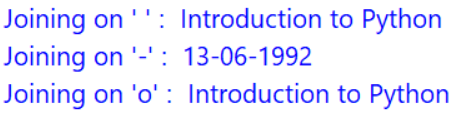 Joining on ' ' :  Introduction to Python
Joining on '-' :  13-06-1992
Joining on 'o' :  Introduction to Python